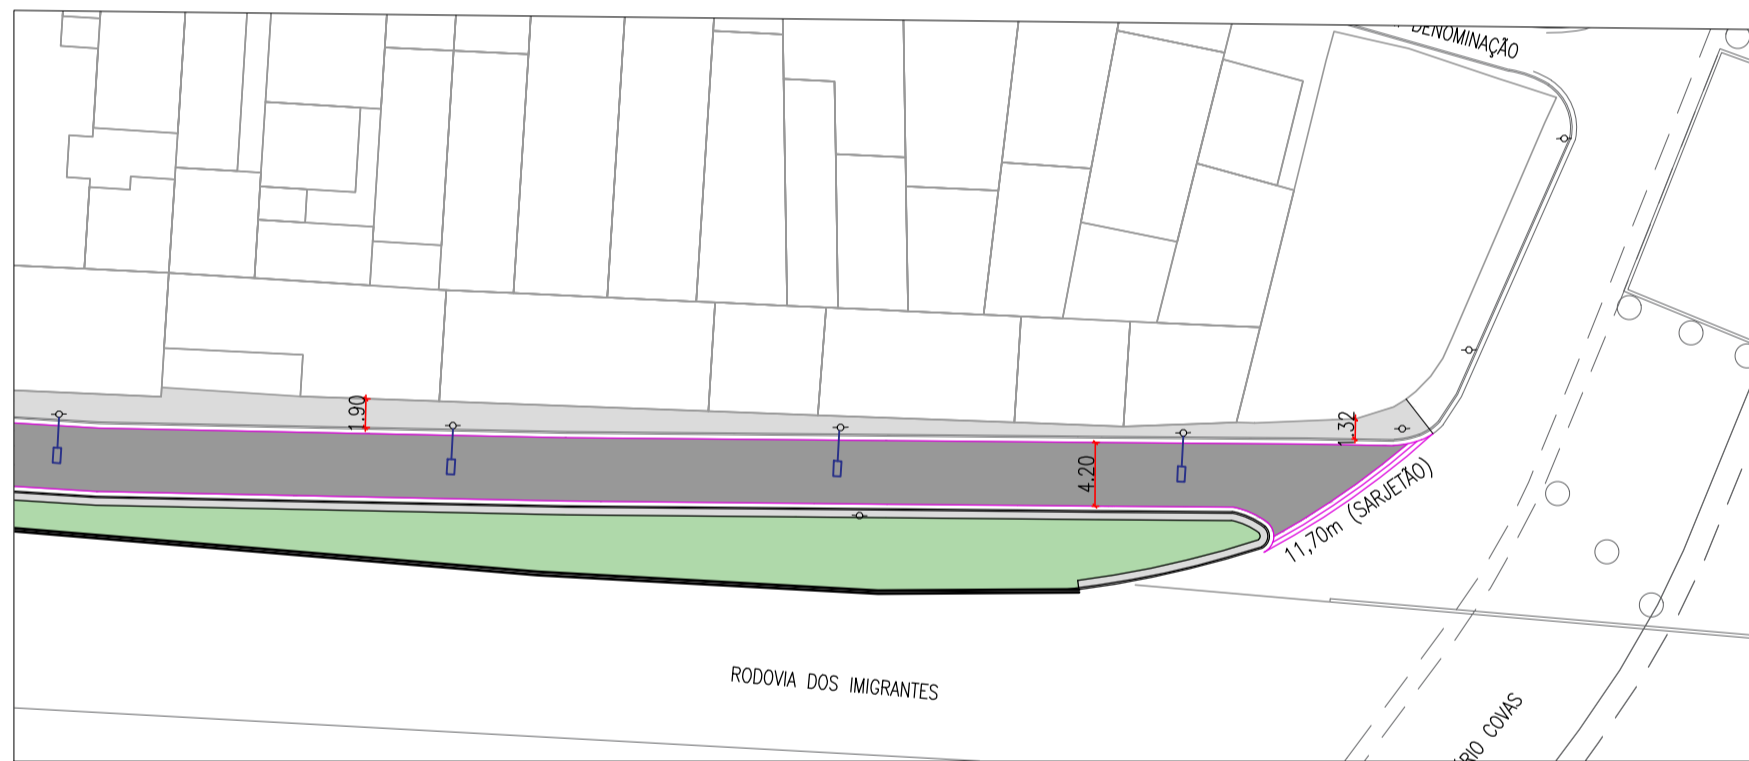 DENOMINAÇÃO
1.90
1.32
4.20
11,70m (SARJETÃO)
RODOVIA DOS IMIGRANTES
RIO COVAS